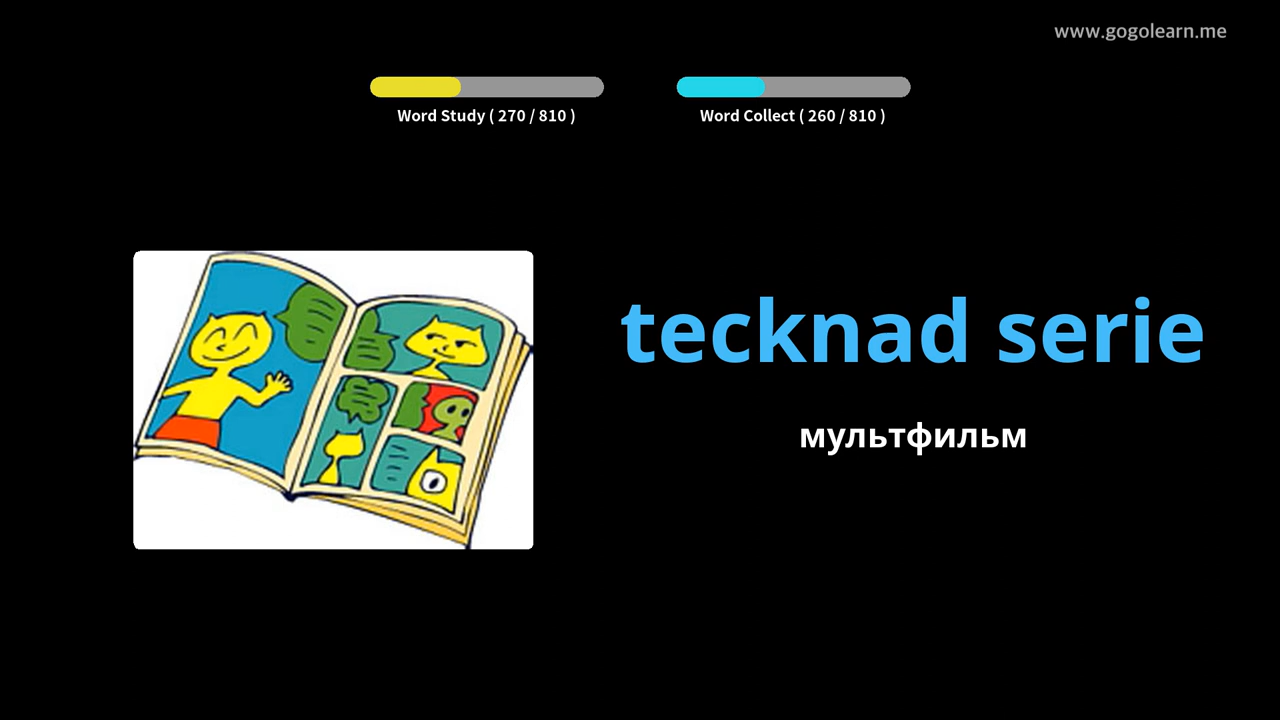 www.gogolearn.me
Word Study ( 270 / 810 )
Word Collect ( 260 / 810 )
tecknad serie
мультфильм